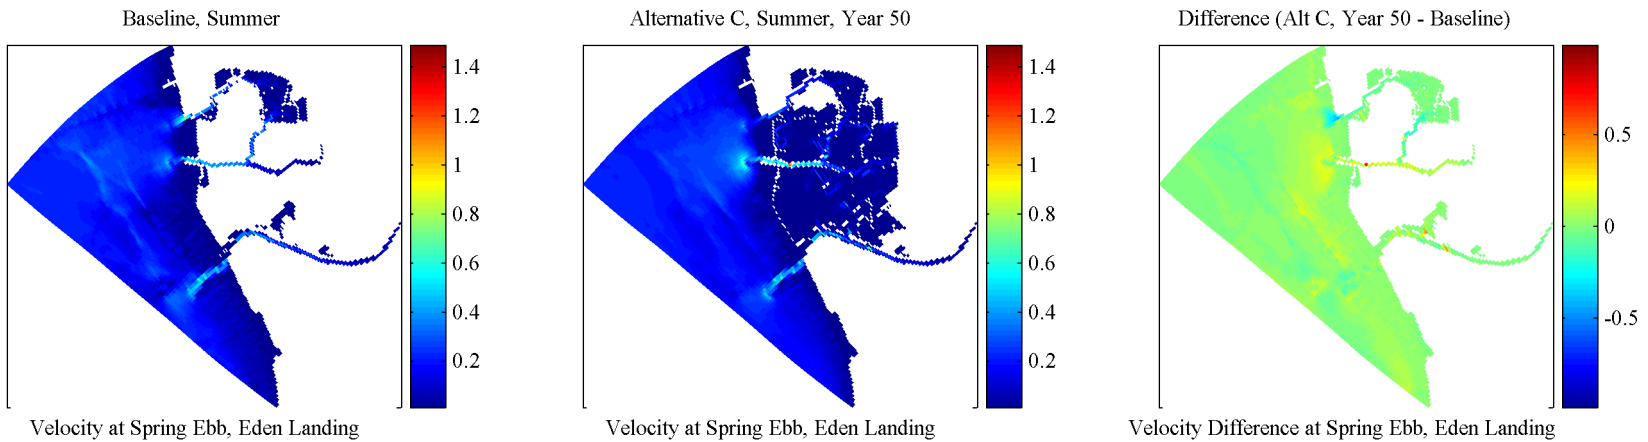 Baseline, Summer
1.4
1.2
1
0.8
0.6
0.4
0.2
Velocity at Spring Ebb, Eden Landing
Alternative C, Summer, Year 50
1.4
1.2
1
0.8
0.6
0.4
0.2
Velocity at Spring Ebb, Eden Landing
Difference (Alt C, Year 50 - Baseline)
0.5
0
-0.5
Velocity Difference at Spring Ebb, Eden Landing